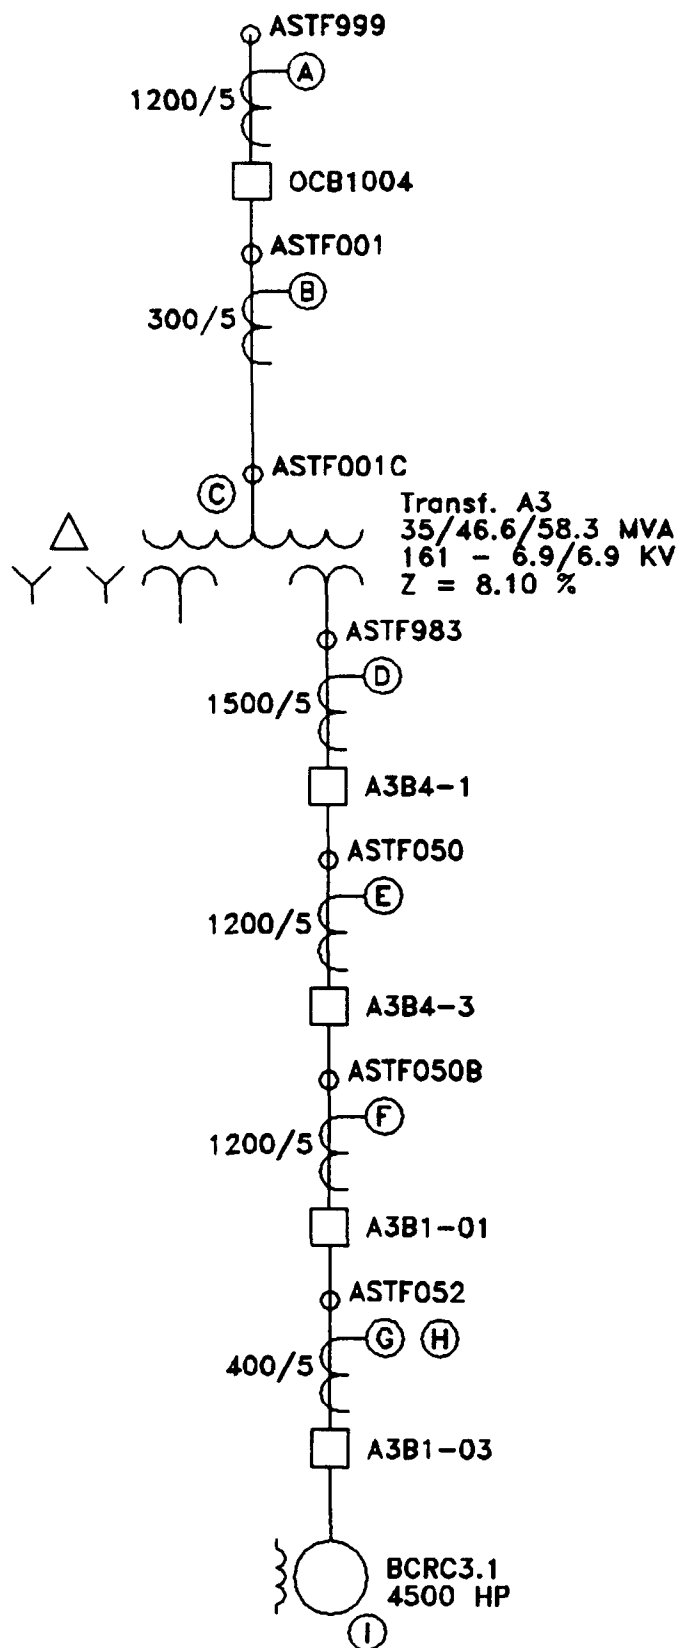 ASTF999
A
1200/5
OCB1004
ASTF001
B
300/5
ASTF001C
C
Transf. A3
35/46.6/58.3 MVA
161 - 6.9/6.9 KV
Z = 8.10 %
ASTF983
D
1500/5
A3B4-1
ASTF050
E
1200/5
A3B4-3
ASTF050B
F
1200/5
A3B1-01
ASTF052
G H
400/5
A3B1-03
BCRC3.1
4500 HP
I